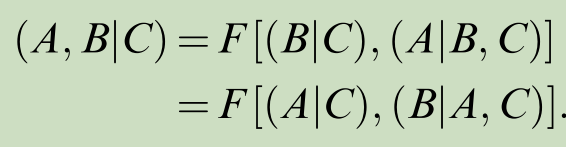 (A, B|C) = F[(B|C), (A|B, C)]
= F[(A|C), (B|A, C)].